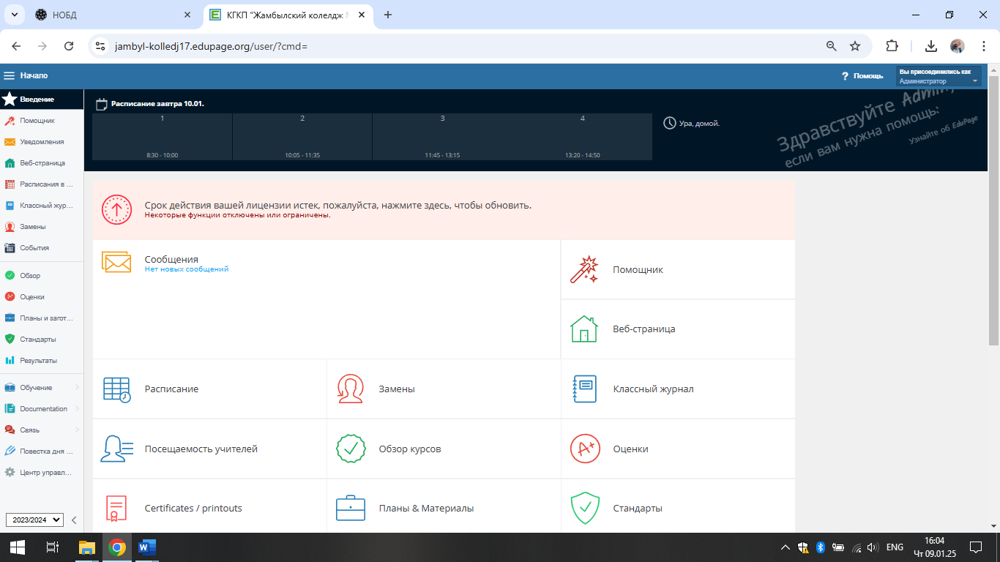 НОБД
КГКП "Жамбылский коледж М
jambyl-kolledj17.edupage.org/user/?cmd=
Начало
Помощь
Вы присоединились как
Администратор
Введение
Помощник
Уведомления
Веб-страница
Расписания в ...
Классный жур...
Замены
События
Обзор
Оценки
Планы и загот...
Стандарты
Результаты
Обучение
Documentation
Связь
Повестка дня ...
Центр управл...
2023/2024
Расписание завтра 10.01.
1 2 3 4
8:30 - 10:00 10:05 - 11:35 11:45 - 13:15 13:20 - 14:50
Ура, домой.
Здравствуйте Admin,
если вам нужна помощь:
Узнайте об EduPage
Срок действия вашей лицензии истек, пожалуйста, нажмите здесь, чтобы обновить.
Некоторые функции отключены или ограничены.
Сообщения
Нет новых сообщений
Помощник
Веб-страница
Расписание
Замены
Классный журнал
Посещаемость учителей
Обзор курсов
Оценки
Certificates / printouts
Планы & Материалы
Стандарты
ENG
16:04
Чт 09.01.25